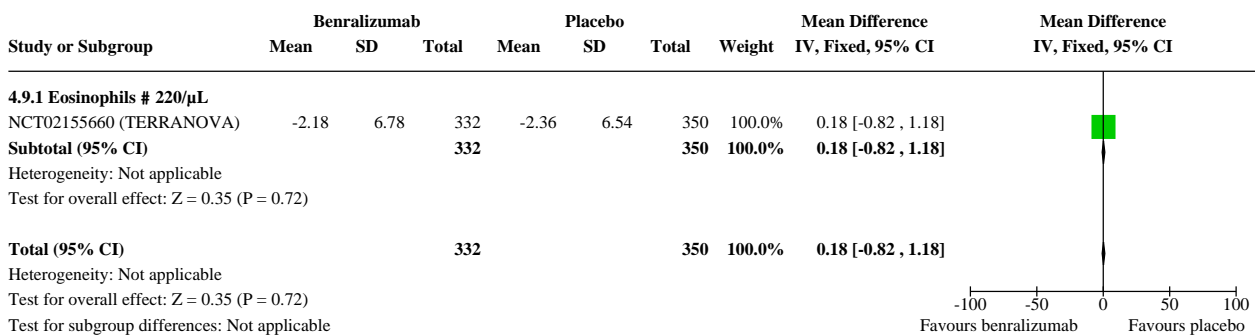 Benralizumab Placebo Mean Difference Mean Difference
Study or Subgroup Mean SD Total Mean SD Total Weight IV, Fixed, 95% CI IV, Fixed, 95% CI
4.9.1 Eosinophils # 220/µL
NCT02155660 (TERRANOVA) -2.18 6.78 332 -2.36 6.54 350 100.0% 0.18 [-0.82 , 1.18]
Subtotal (95% CI) 332 350 100.0% 0.18 [-0.82 , 1.18]
Heterogeneity: Not applicable
Test for overall effect: Z = 0.35 (P = 0.72)
Total (95% CI) 332 350 100.0% 0.18 [-0.82 , 1.18]
Heterogeneity: Not applicable
Test for overall effect: Z = 0.35 (P = 0.72) -100 -50 0 50 100
Test for subgroup differences: Not applicable Favours benralizumab Favours placebo